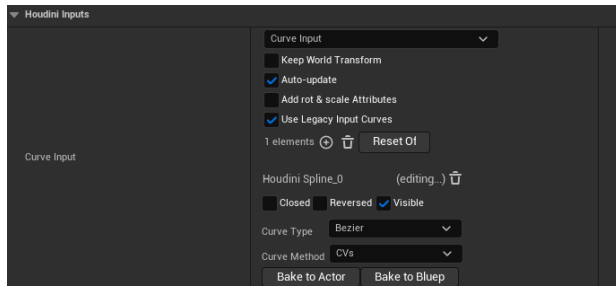 Houdini Inputs
Curve Input
Keep World Transform
Auto-update
Add rot & scale Attributes
Use Legacy Input Curves
1 elements Reset Of
Curve Input
Houdini Spline_0 (editing...)
Closed Reversed Visible
Curve Type Bezier
Curve Method CVs
Bake to Actor Bake to Bluep